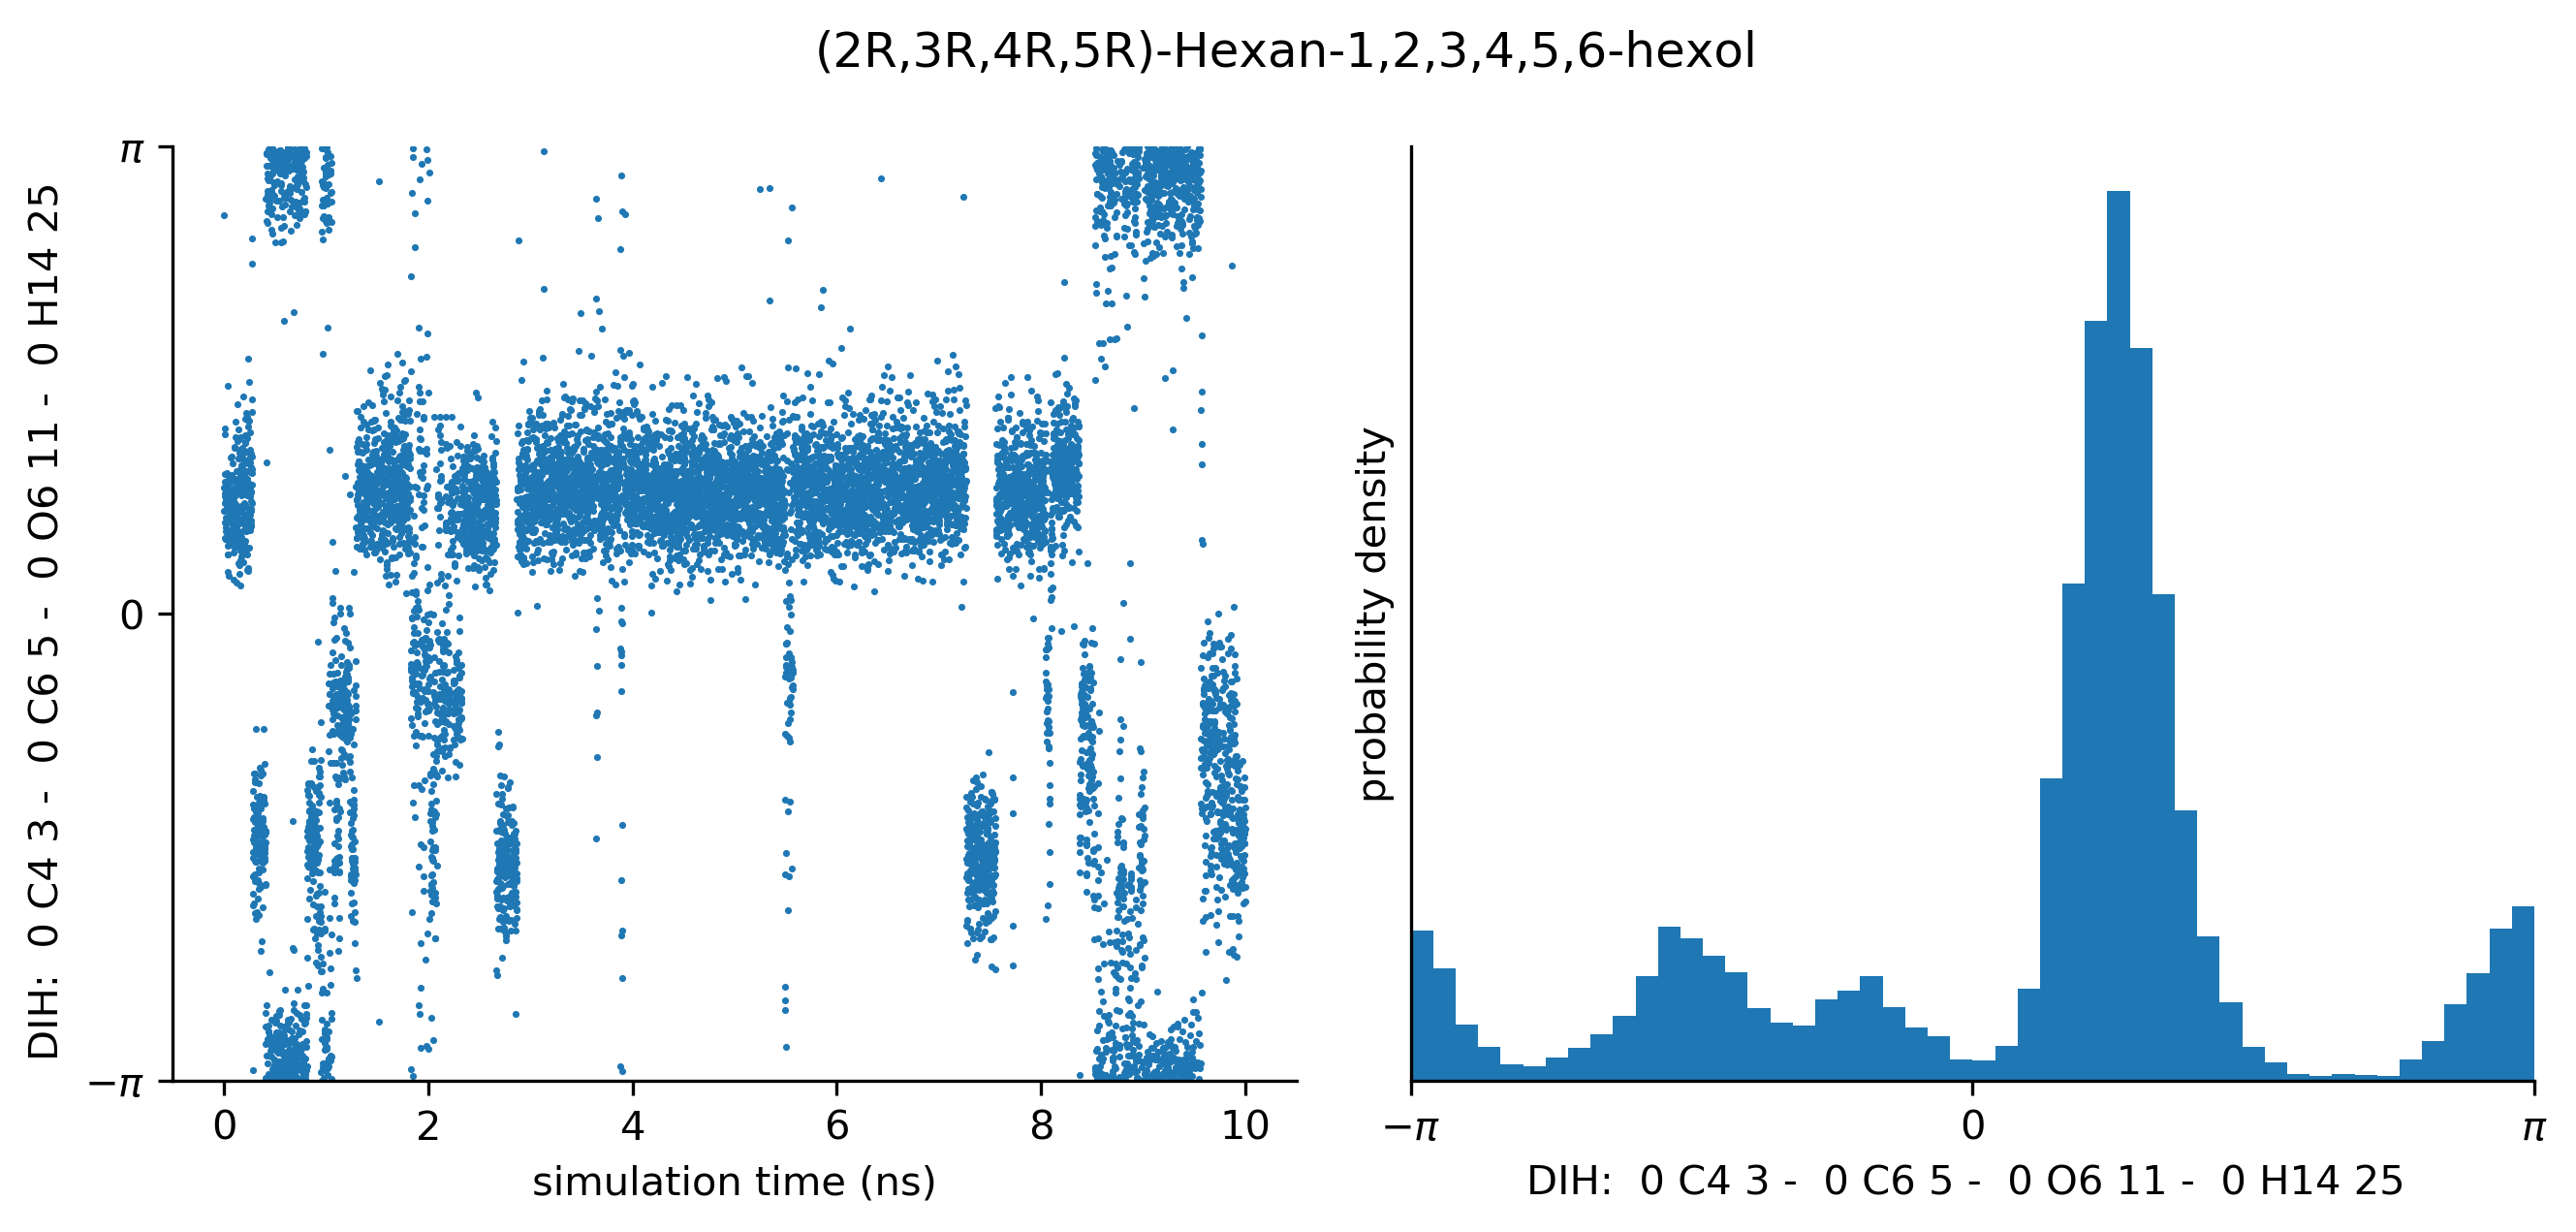 (2R,3R,4R,5R)-Hexan-1,2,3,4,5,6-hexol
DIH:  0 C4 3 -  0 C6 5 -  0 O6 11 -  0 H14 25
π
0
−π
0 2 4 6 8 10
simulation time (ns)
probability density
−π 0 π
DIH:  0 C4 3 -  0 C6 5 -  0 O6 11 -  0 H14 25